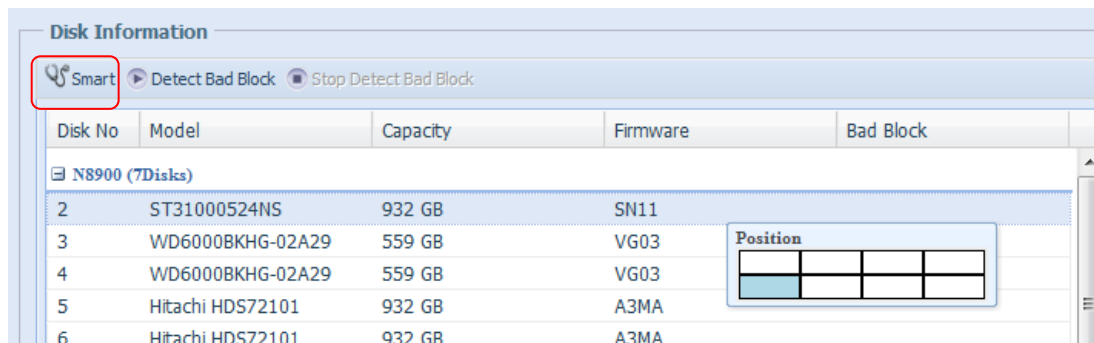 Disk Information
Smart Detect Bad Block Stop Detect Bad Block
Disk No Model Capacity Firmware Bad Block
N8900 (7Disks)
2 ST31000524NS 932 GB SN11
3 WD6000BKHG-02A29 559 GB VG03
Position
4 WD6000BKHG-02A29 559 GB VG03
5 Hitachi HDS72101 932 GB A3MA
6 Hitachi HDS72101 932 GB A3MA